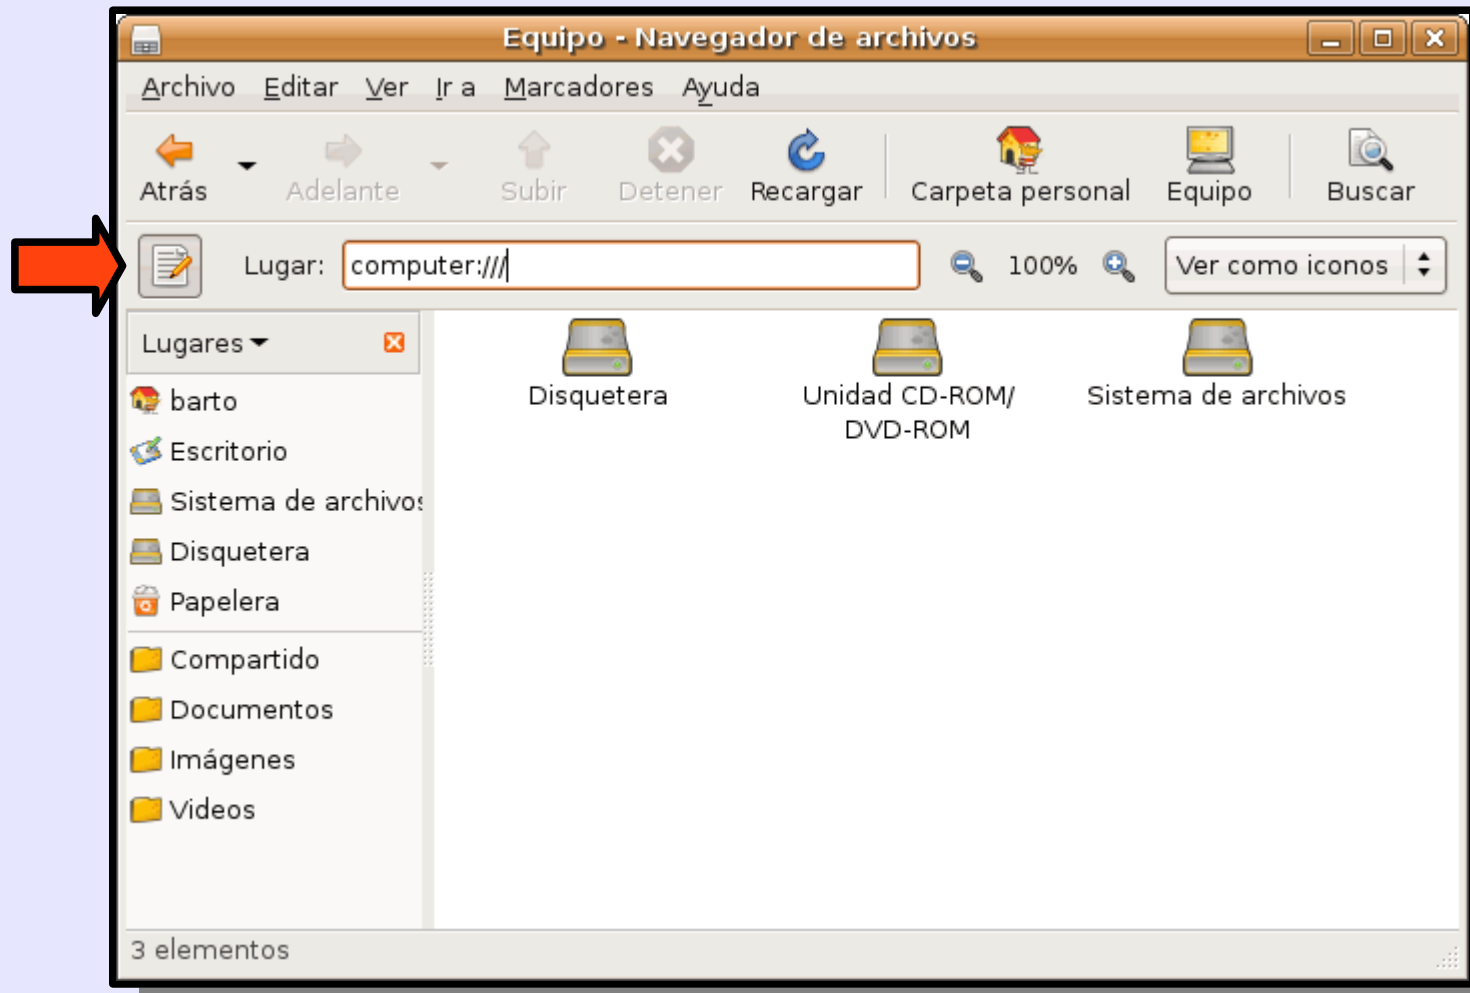 Equipo - Navegador de archivos
Archivo Editar Ver Ir a Marcadores Ayuda
Atrás Adelante Subir Detener Recargar Carpeta personal Equipo Buscar
Lugar: computer:/// 100% Ver como iconos
Lugares
barto
Escritorio
Sistema de archivos
Disquetera
Papelera
Compartido
Documentos
Imágenes
Videos
Disquetera
Unidad CD-ROM/
DVD-ROM
Sistema de archivos
3 elementos